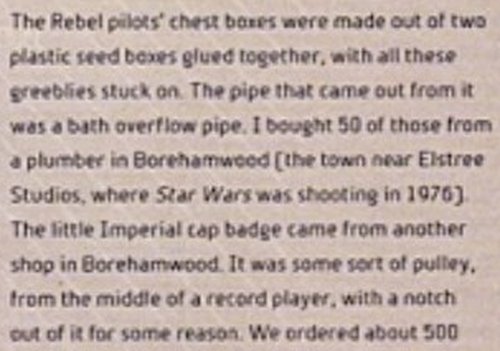 The Rebel pilots' chest boxes were made out of two
plastic seed boxes glued together, with all these
greeblies stuck on. The pipe that came out from it
was a bath overflow pipe. I bought 50 of those from
a plumber in Borehamwood (the town near Elstree
Studios, where Star Wars was shooting in 1976).
The little Imperial cap badge came from another
shop in Borehamwood. It was some sort of pulley,
from the middle of a record player, with a notch
out of it for some reason. We ordered about 500